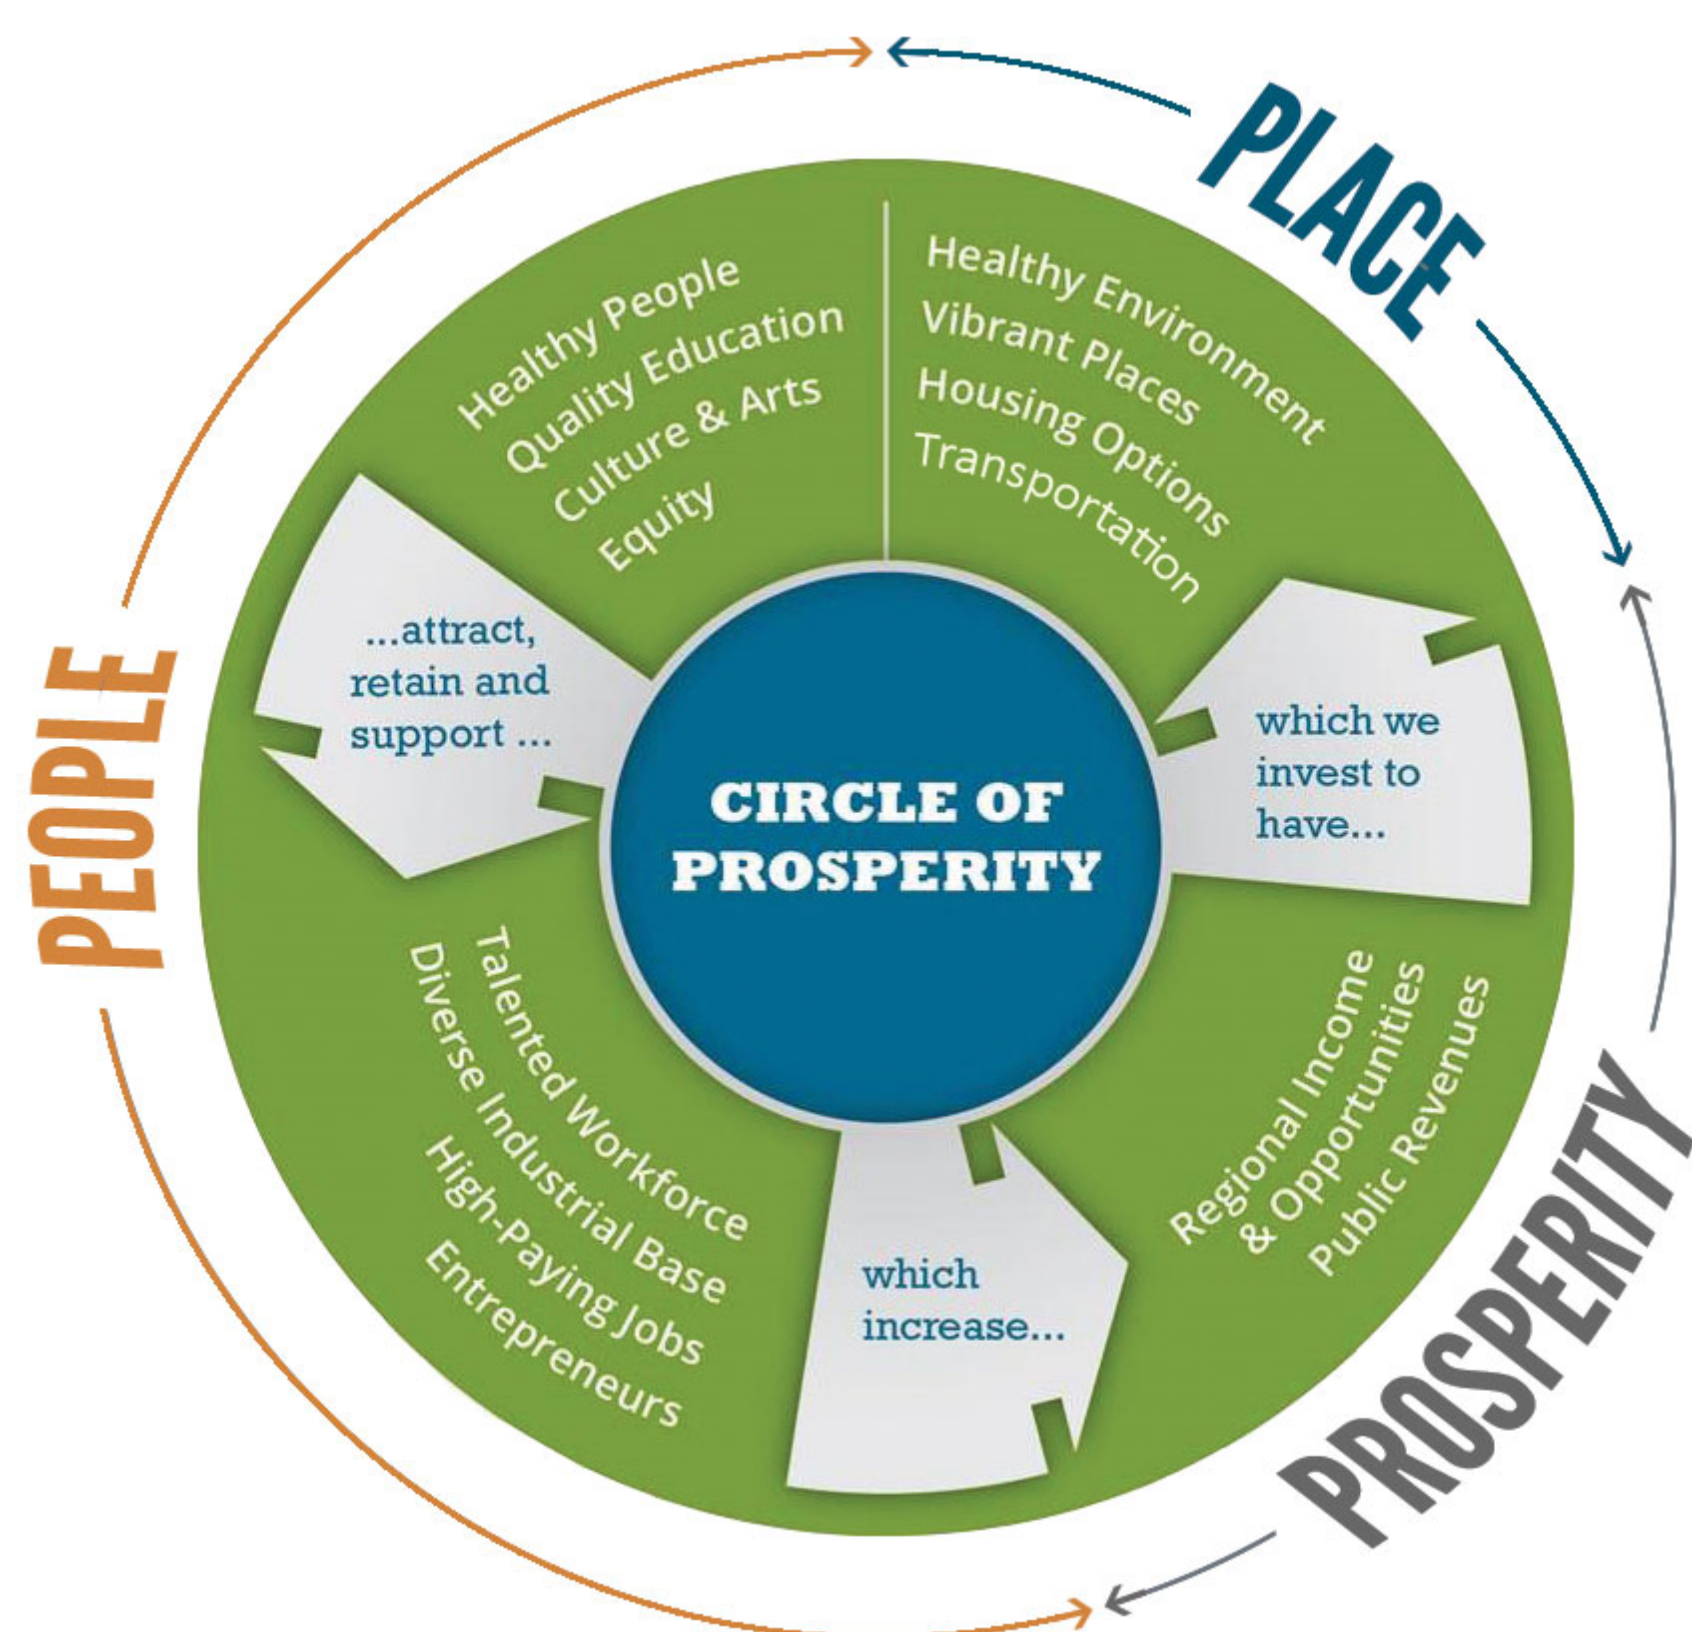 PLACE
Healthy People
Quality Education
Culture & Arts
Equity
Healthy Environment
Vibrant Places
Housing Options
Transportation
...attract,
retain and
support ...
which we
invest to
have...
PEOPLE
CIRCLE OF
PROSPERITY
Talented Workforce
Diverse Industrial Base
High-Paying Jobs
Entrepreneurs
which
increase...
Regional Income
& Opportunities
Public Revenues
PROSPERITY